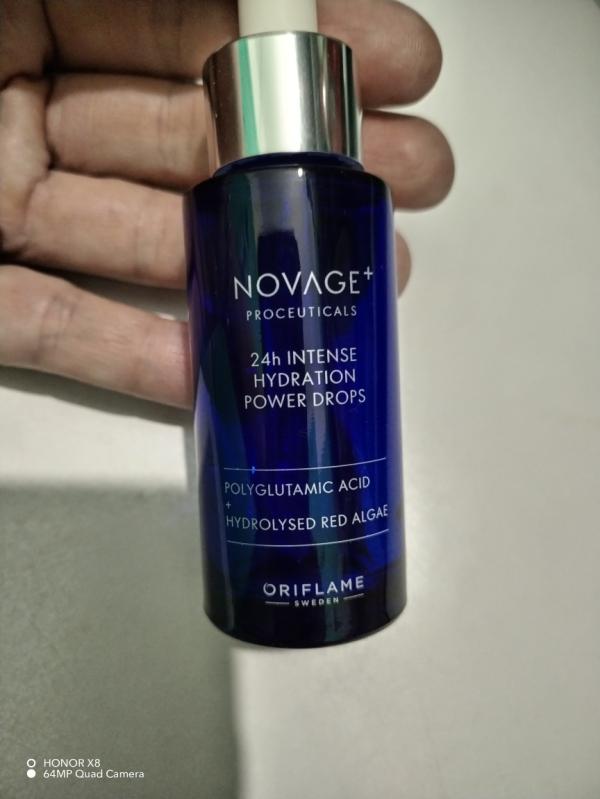 NOVAGE+
PROCEUTICALS
24h INTENSE
HYDRATION
POWER DROPS
POLYGLUTAMIC ACID
+
HYDROLYSED RED ALGAE
ORIFLAME
SWEDEN
HONOR X8
64MP Quad Camera